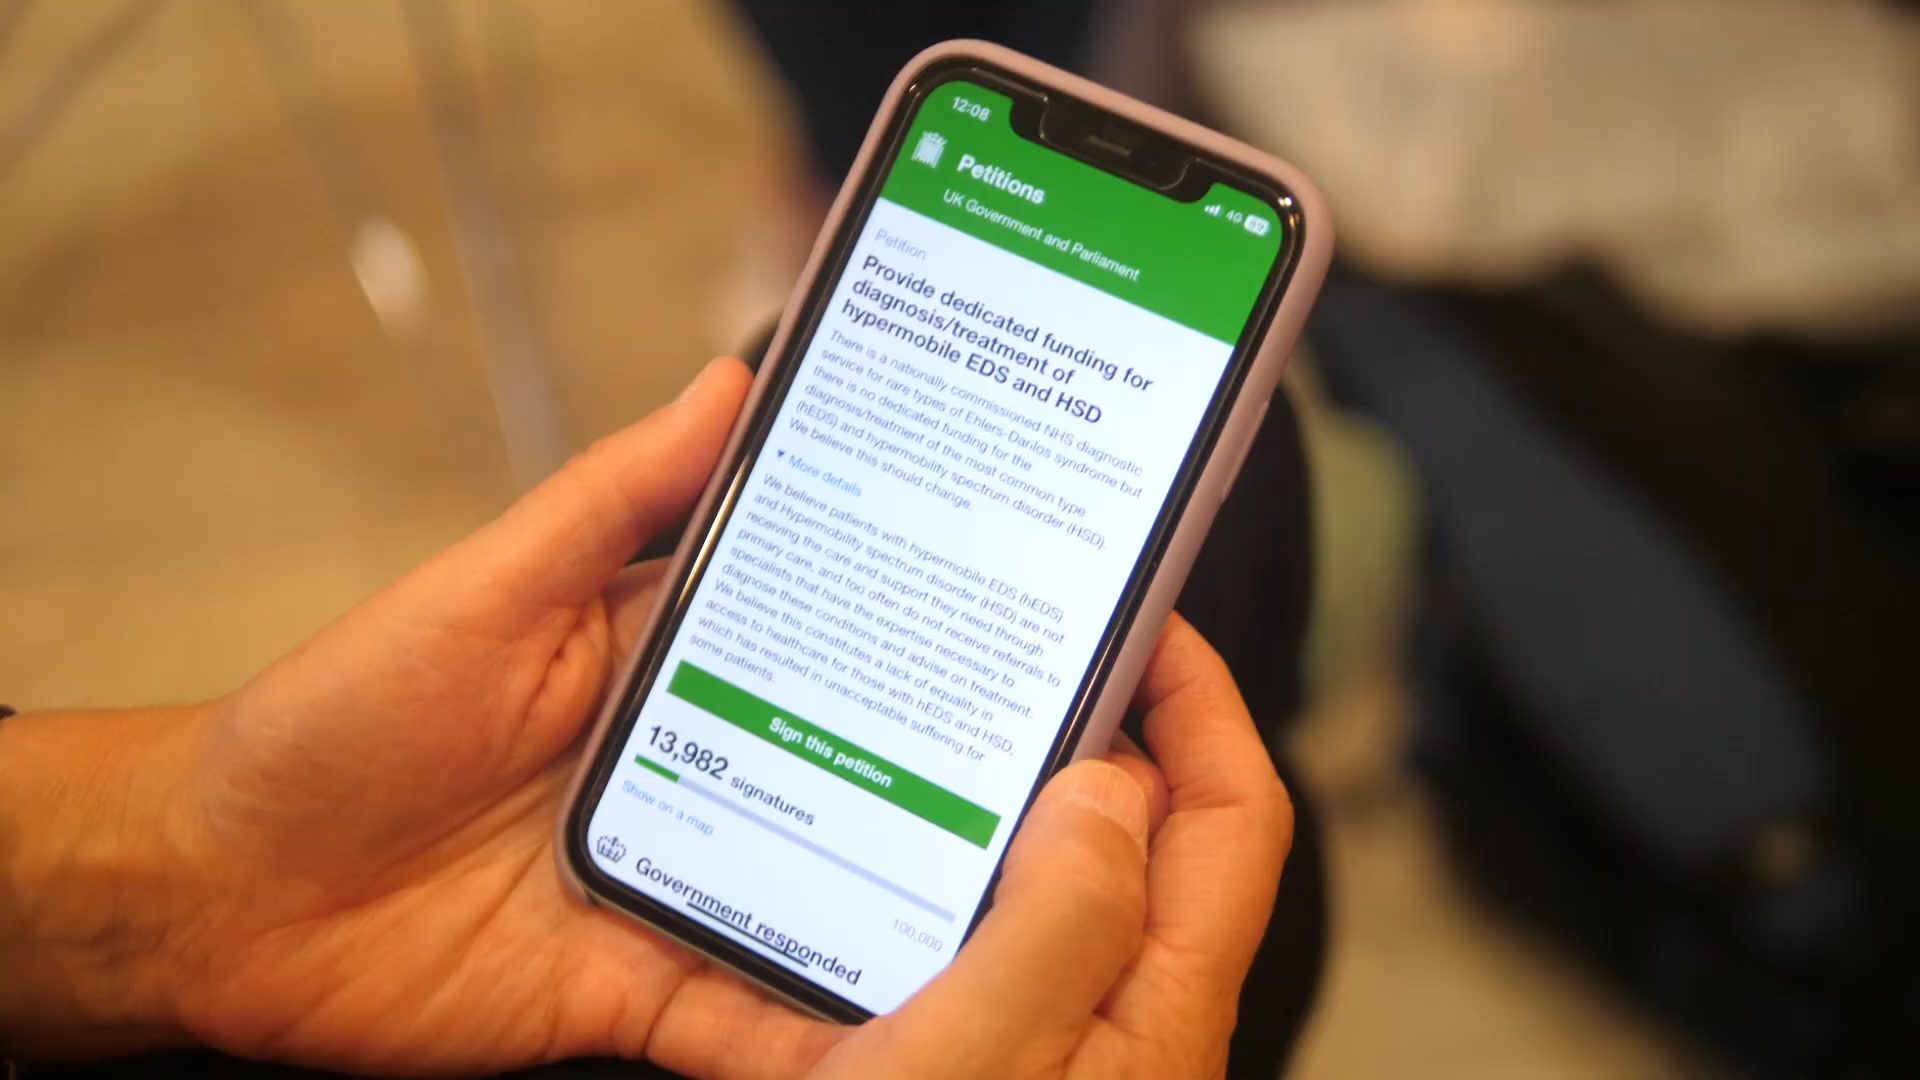 12:08
4G 69
Petitions
UK Government and Parliament
Petition
Provide dedicated funding for
diagnosis/treatment of
hypermobile EDS and HSD
There is a nationally commissioned NHS diagnostic
service for rare types of Ehlers-Danlos syndrome but
there is no dedicated funding for the
diagnosis/treatment of the most common type
(hEDS) and hypermobility spectrum disorder (HSD).
We believe this should change.
▼ More details
We believe patients with hypermobile EDS (hEDS)
and Hypermobility spectrum disorder (HSD) are not
receiving the care and support they need through
primary care, and too often do not receive referrals to
specialists that have the expertise necessary to
diagnose these conditions and advise on treatment.
We believe this constitutes a lack of equality in
access to healthcare for those with hEDS and HSD,
which has resulted in unacceptable suffering for
some patients.
Sign this petition
13,982 signatures
Show on a map
100,000
Government responded